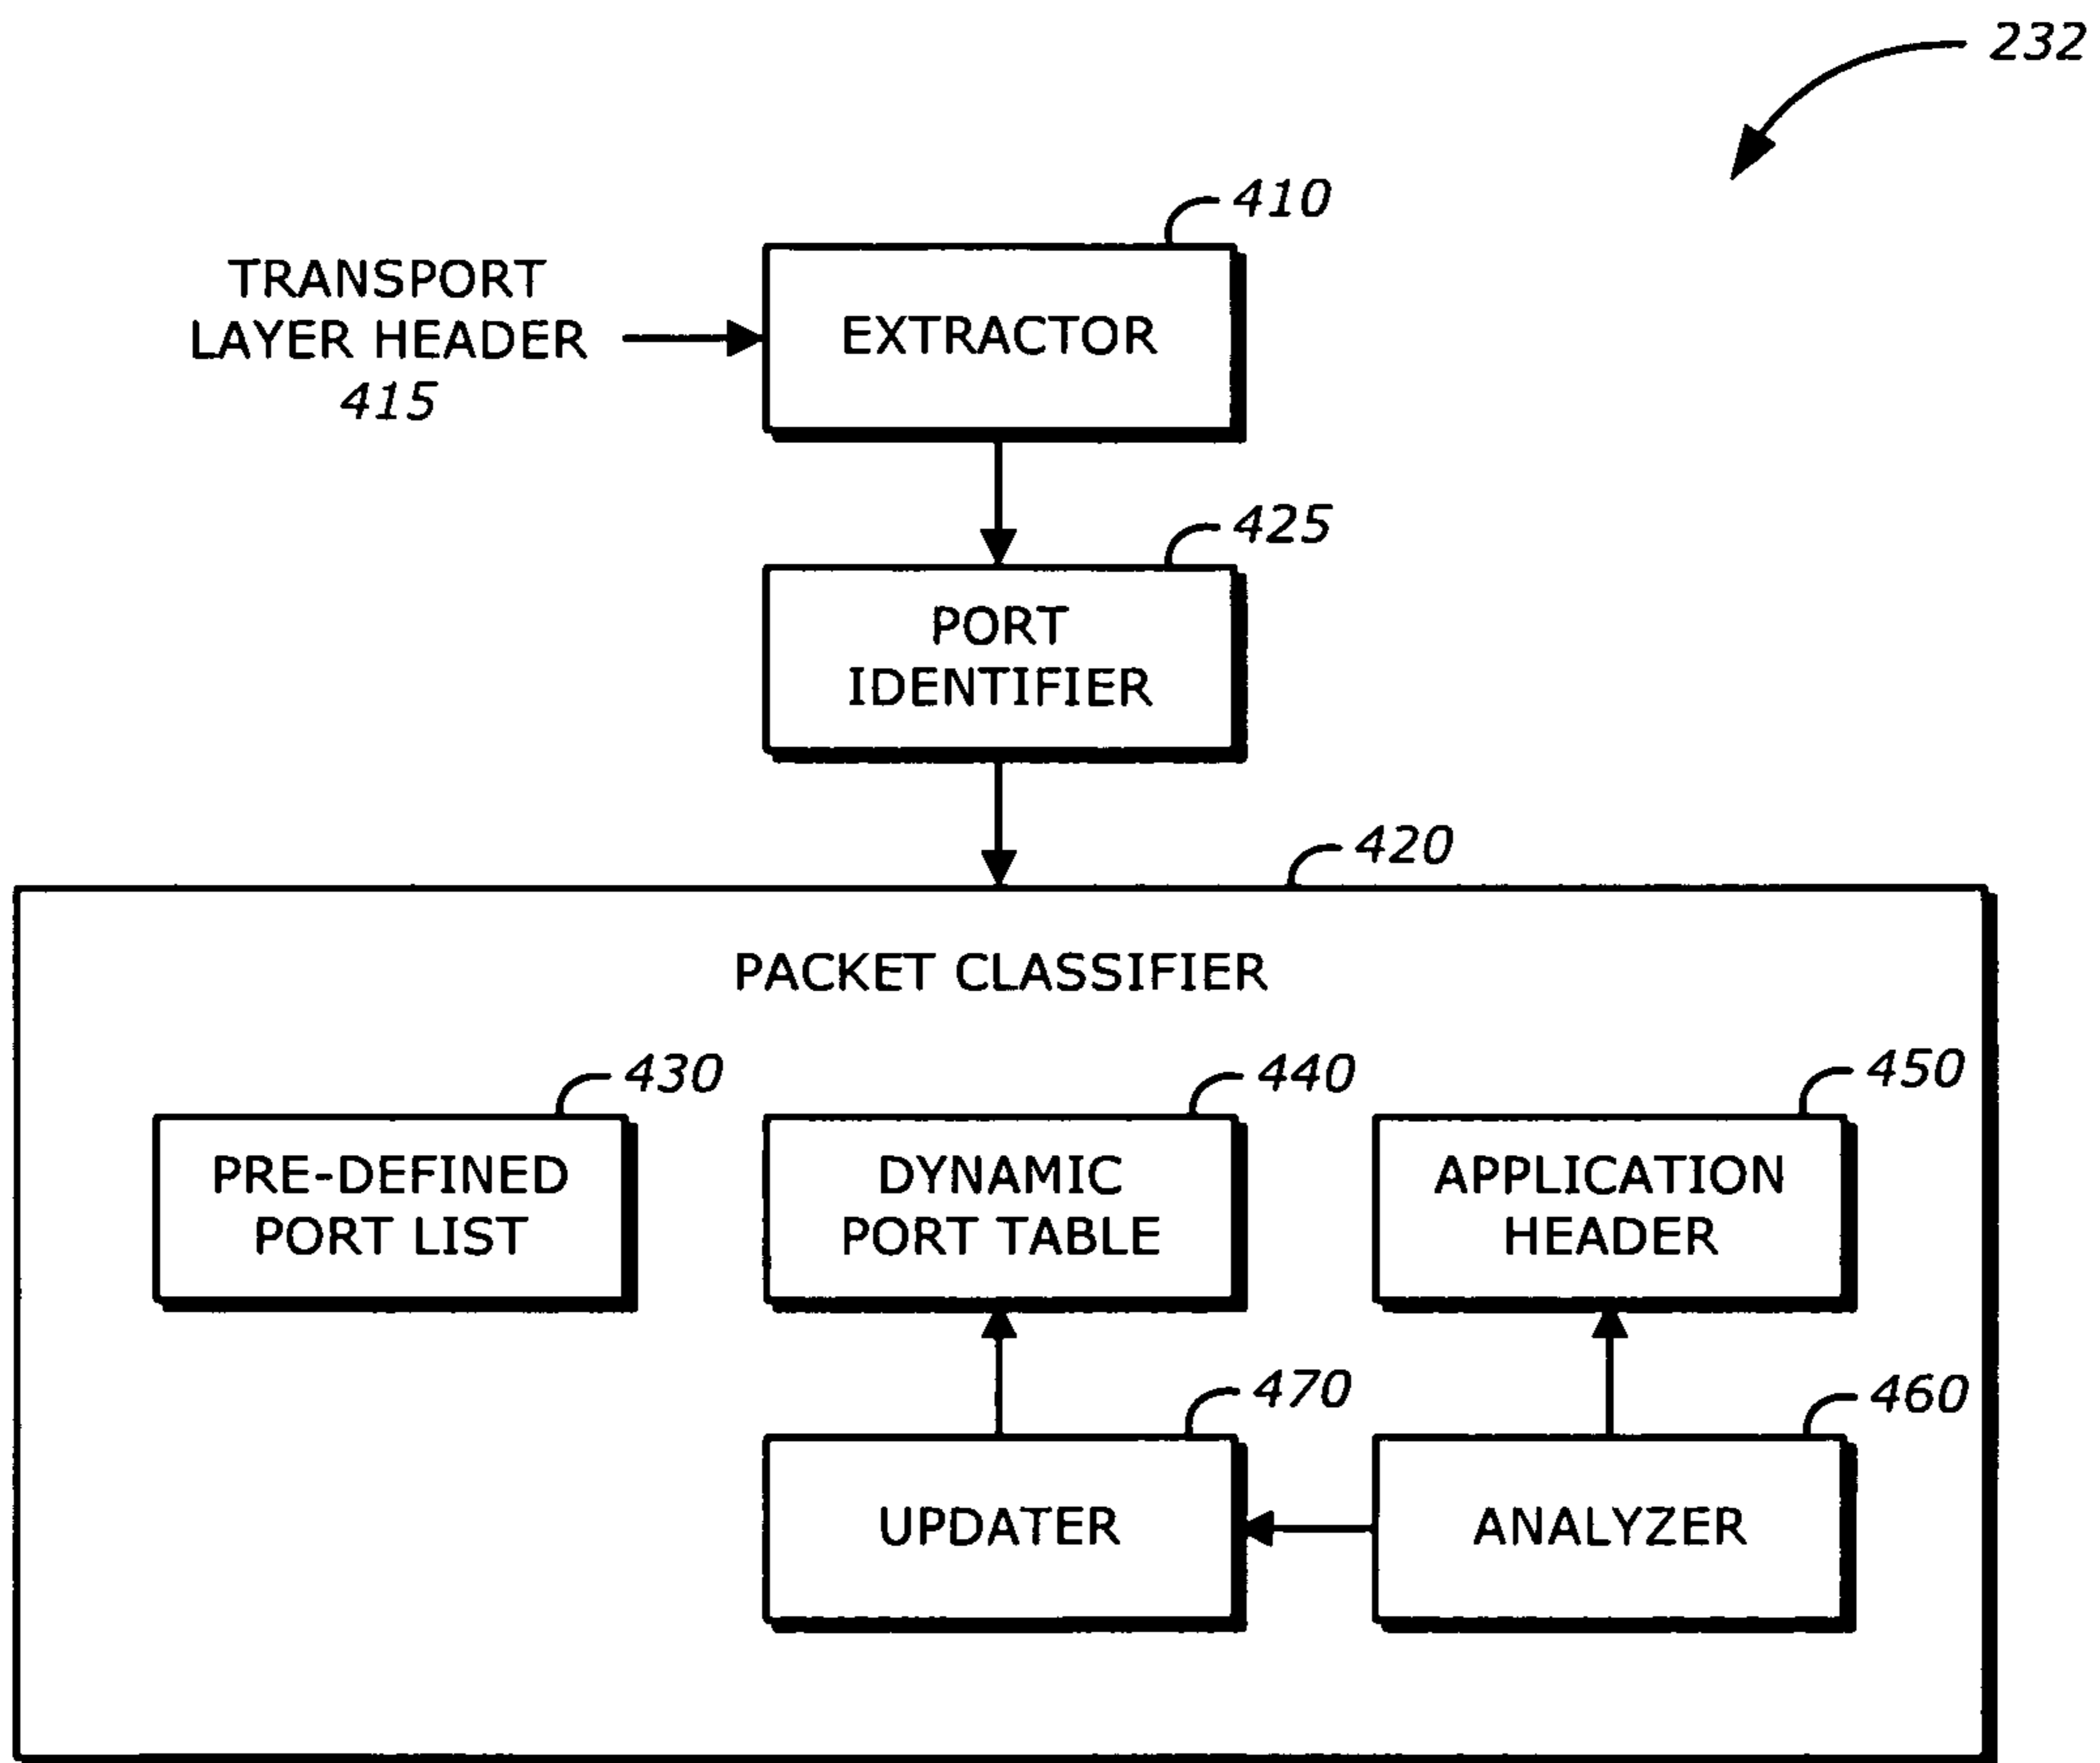 232
410
TRANSPORT
LAYER HEADER
415
EXTRACTOR
425
PORT
IDENTIFIER
420
PACKET CLASSIFIER
430
440
450
PRE-DEFINED
PORT LIST
DYNAMIC
PORT TABLE
APPLICATION
HEADER
470
460
UPDATER
ANALYZER